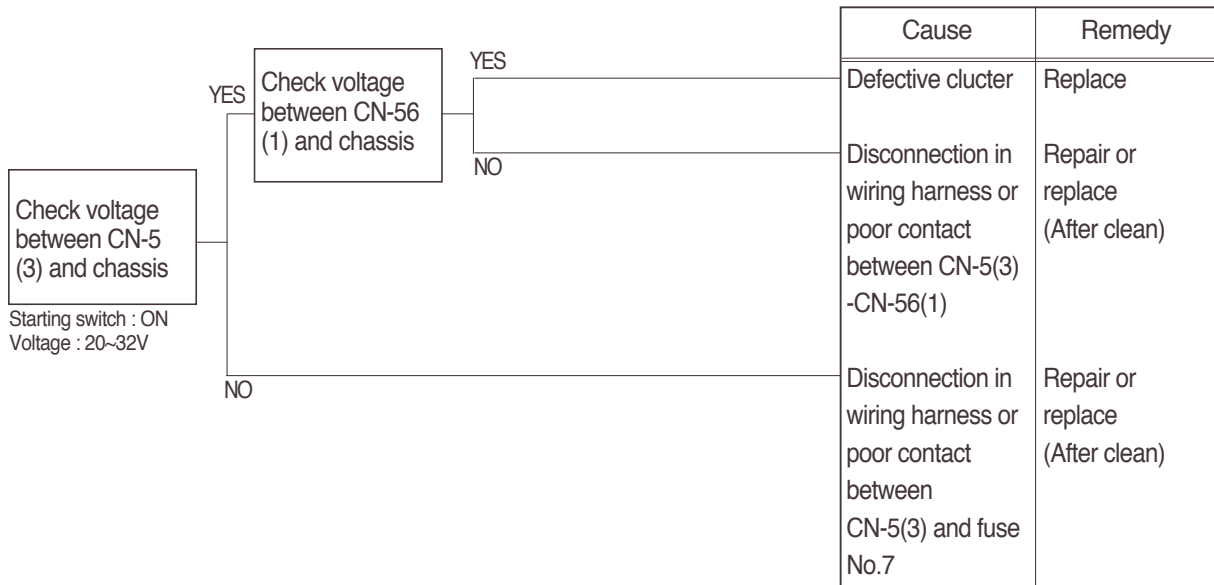 Cause
Remedy
YES
Check voltage
between CN-56
(1) and chassis
YES
NO
Defective clucter
Replace
Disconnection in
wiring harness or
poor contact
between CN-5(3)
-CN-56(1)
Repair or
replace
(After clean)
Check voltage
between CN-5
(3) and chassis
Starting switch : ON
Voltage : 20~32V
NO
Disconnection in
wiring harness or
poor contact
between
CN-5(3) and fuse
No.7
Repair or
replace
(After clean)